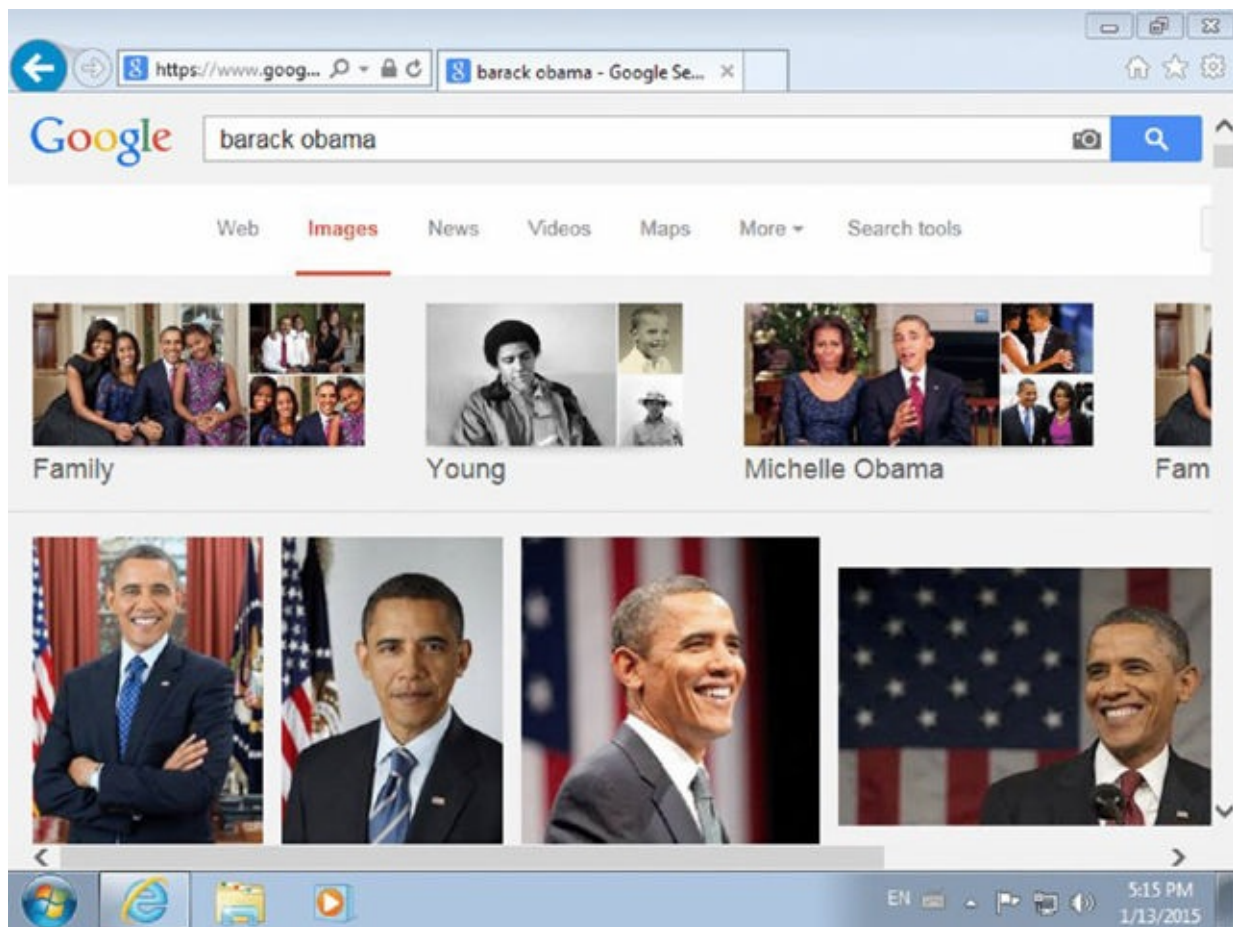 https://www.goog...
barack obama - Google Se...
Google
barack obama
Web Images News Videos Maps More Search tools
Family Young Michelle Obama Fam
EN
5:15 PM
1/13/2015